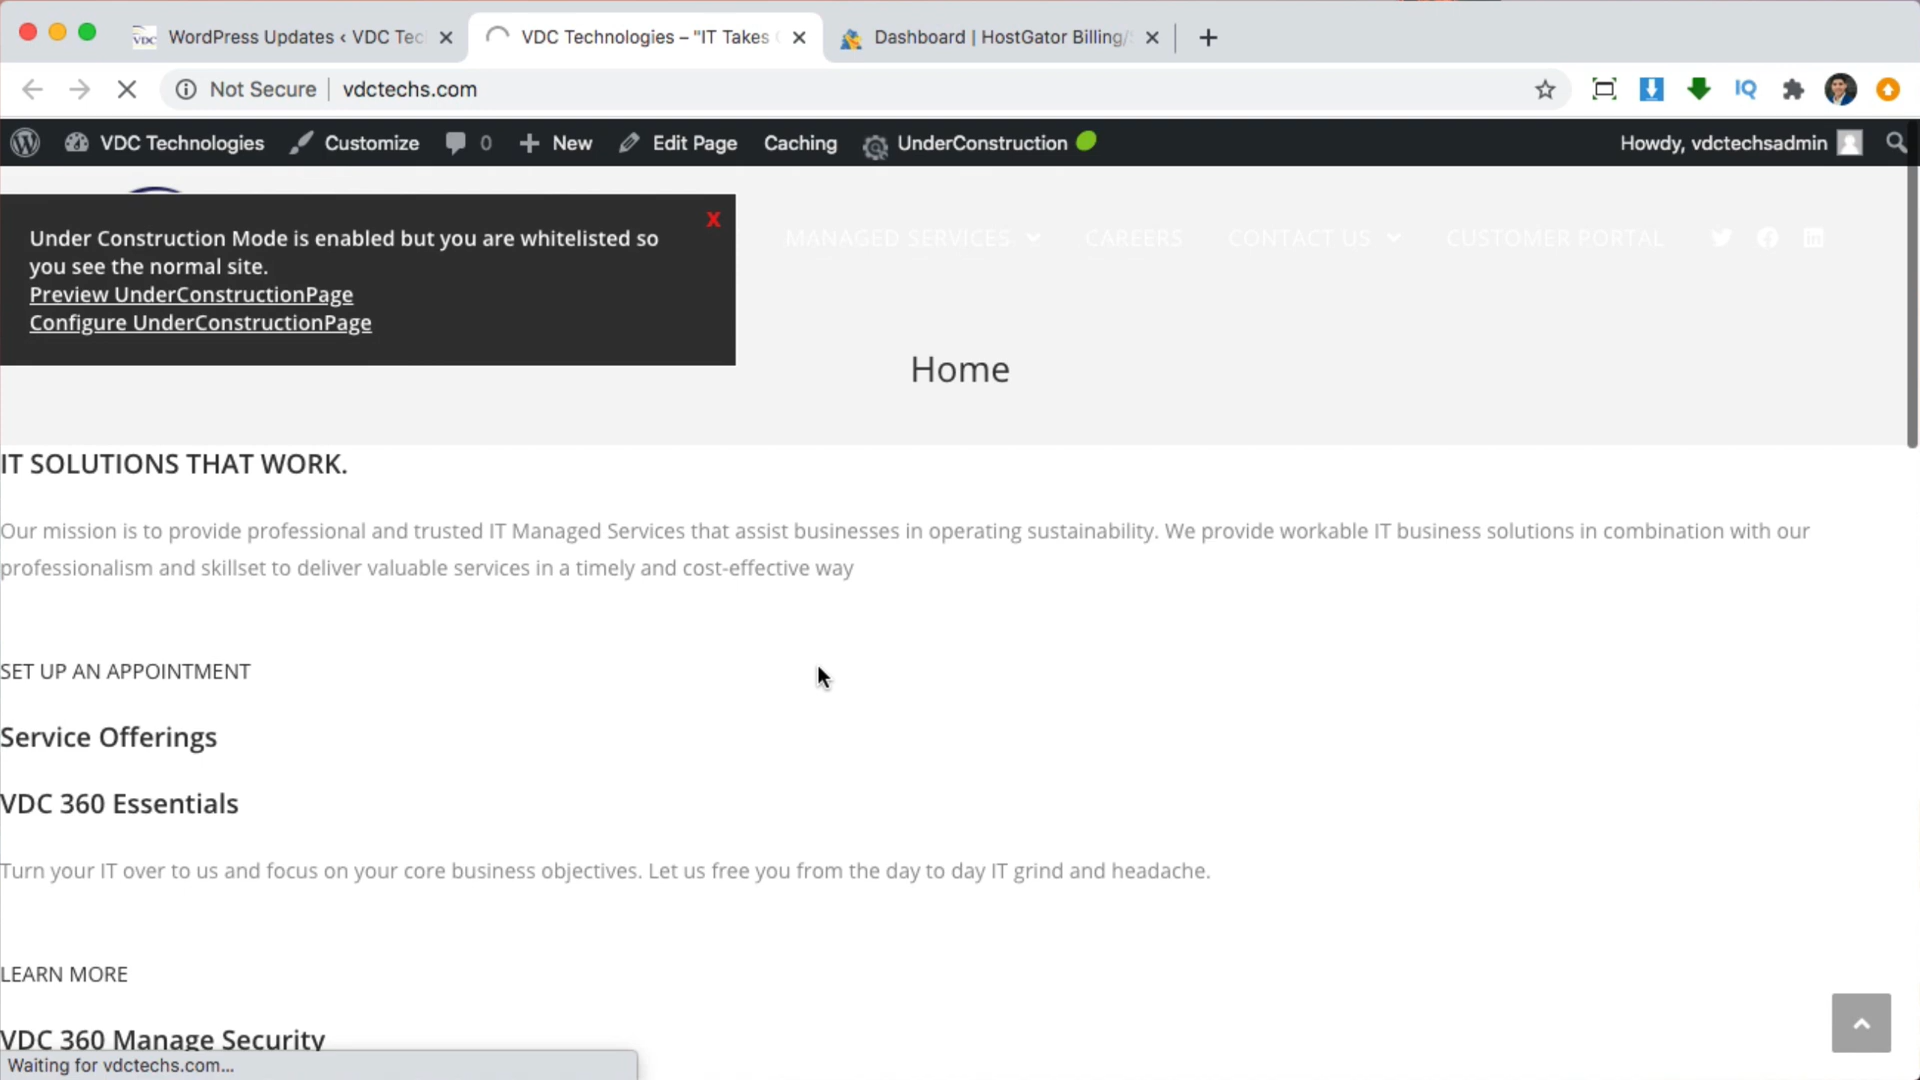 WordPress Updates ‹ VDC Tec
VDC Technologies – "IT Takes
Dashboard | HostGator Billing/
Not Secure
vdctechs.com
IQ
VDC Technologies
Customize
0
New
Edit Page
Caching
UnderConstruction
Howdy, vdctechsadmin
X
Under Construction Mode is enabled but you are whitelisted so
you see the normal site.
Preview UnderConstructionPage
Configure UnderConstructionPage
MANAGED SERVICES
CAREERS
CONTACT US
CUSTOMER PORTAL
Home
IT SOLUTIONS THAT WORK.
Our mission is to provide professional and trusted IT Managed Services that assist businesses in operating sustainability. We provide workable IT business solutions in combination with our
professionalism and skillset to deliver valuable services in a timely and cost-effective way
SET UP AN APPOINTMENT
Service Offerings
VDC 360 Essentials
Turn your IT over to us and focus on your core business objectives. Let us free you from the day to day IT grind and headache.
LEARN MORE
VDC 360 Manage Security
Waiting for vdctechs.com...